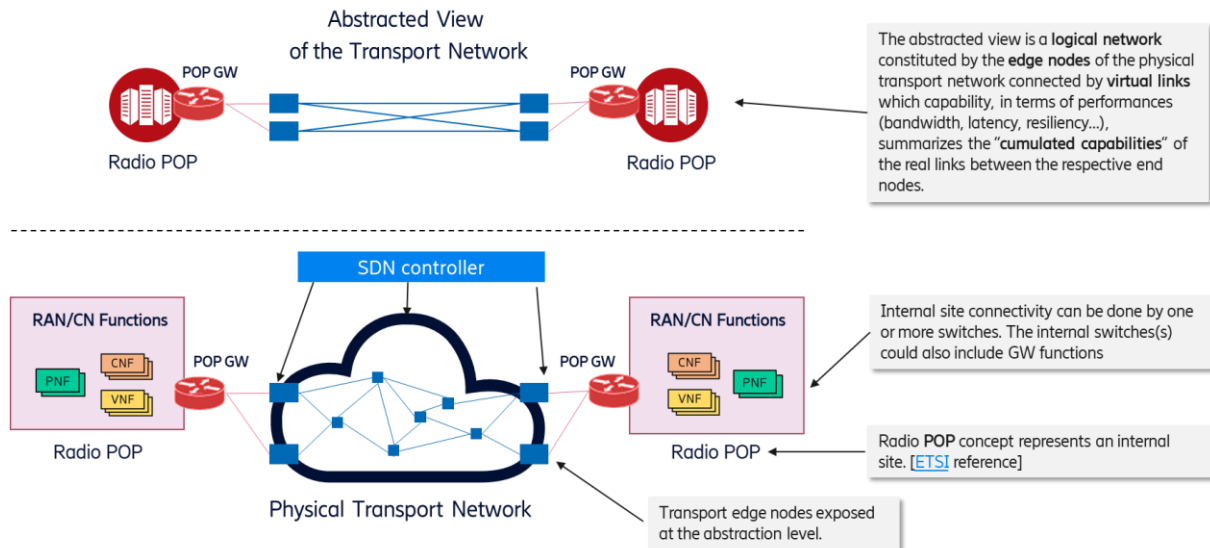 Abstracted View
of the Transport Network
POP GW
POP GW
Radio POP
Radio POP
The abstracted view is a logical network
constituted by the edge nodes of the physical
transport network connected by virtual links
which capability, in terms of performances
(bandwidth, latency, resiliency...),
summarizes the "cumulated capabilities" of
the real links between the respective end
nodes.
SDN controller
RAN/CN Functions
CNF
PNF
VNF
POP GW
Radio POP
Physical Transport Network
POP GW
RAN/CN Functions
CNF
PNF
VNF
Radio POP
Internal site connectivity can be done by one
or more switches. The internal switches(s)
could also include GW functions
Radio POP concept represents an internal
site. [ETSI reference]
Transport edge nodes exposed
at the abstraction level.